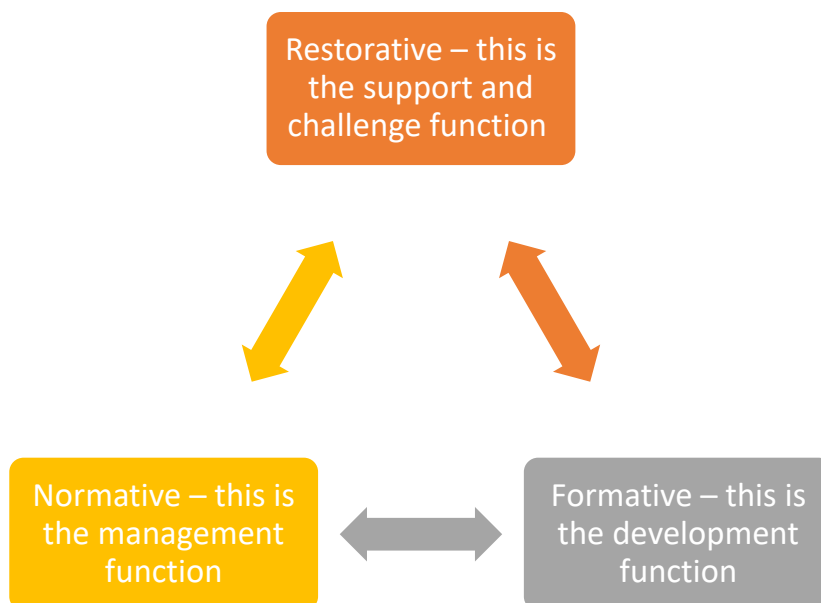 Restorative – this is
the support and
challenge function
Normative – this is
the management
function
Formative – this is
the development
function